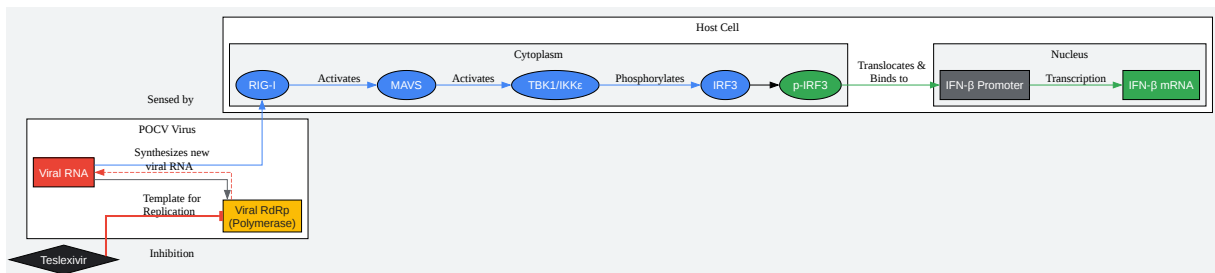 Host Cell
Cytoplasm
Nucleus
RIG-I
Activates
MAVS
Activates
TBK1/IKKε
Phosphorylates
IRF3
p-IRF3
Translocates &
Binds to
IFN-β Promoter
Transcription
IFN-β mRNA
Sensed by
POCV Virus
Synthesizes new
viral RNA
Viral RNA
Template for
Replication
Viral RdRp
(Polymerase)
Inhibition
Teslexivir